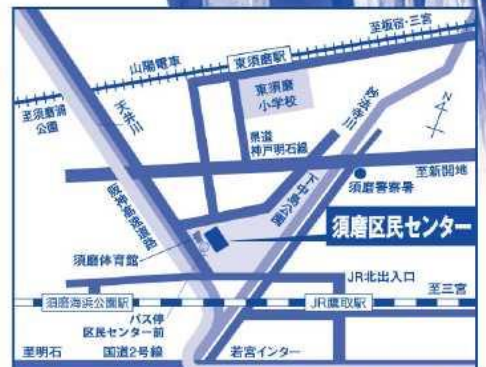 至板宿・三宮
山陽電車
東須磨駅
至須磨浦
公園
天井川
東須磨
小学校
妙法寺川
N
県道
神戸明石線
至新開地
須磨警察署
阪神高速道路
下中島公園
須磨区民センター
須磨体育館
JR北出入口
至三宮
須磨海浜公園駅
JR鷹取駅
バス停
区民センター前
至明石
国道2号線
若宮インター